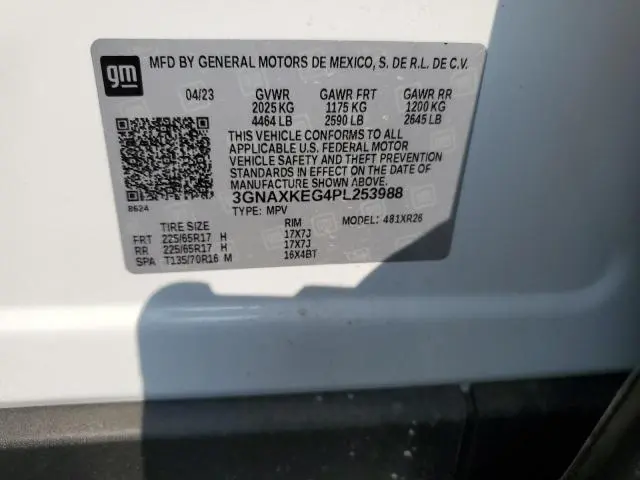 gm
MFD BY GENERAL MOTORS DE MEXICO, S. DE R.L. DE C.V.
04/23 GVWR GAWR FRT GAWR RR
2025 KG 1175 KG 1200 KG
4464 LB 2590 LB 2645 LB
THIS VEHICLE CONFORMS TO ALL
APPLICABLE U.S. FEDERAL MOTOR
VEHICLE SAFETY AND THEFT PREVENTION
STANDARDS IN EFFECT ON THE DATE OF
MANUFACTURE SHOWN ABOVE.
3GNAXKEG4PL253988
8624 TYPE: MPV MODEL: 481XR26
TIRE SIZE RIM
FRT 225/65R17 H 17X7J
RR 225/65R17 H 17X7J
SPA T135/70R16 M 16X4BT